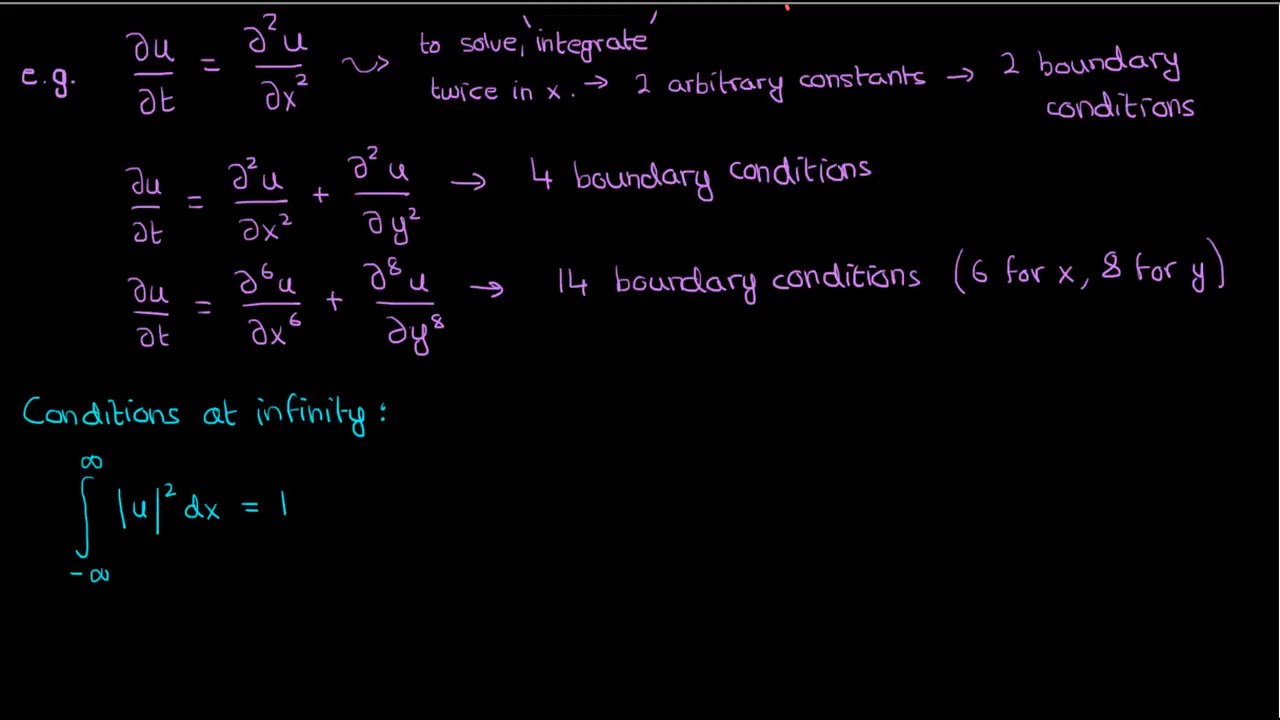 e.g. ∂u/∂t = ∂²u/∂x² ⇝ to solve, 'integrate'
twice in x. → 2 arbitrary constants → 2 boundary
conditions
∂u/∂t = ∂²u/∂x² + ∂²u/∂y² → 4 boundary conditions
∂u/∂t = ∂⁶u/∂x⁶ + ∂⁸u/∂y⁸ → 14 boundary conditions (6 for x, 8 for y)
Conditions at infinity:
∫_{-∞}^{∞} |u|² dx = 1